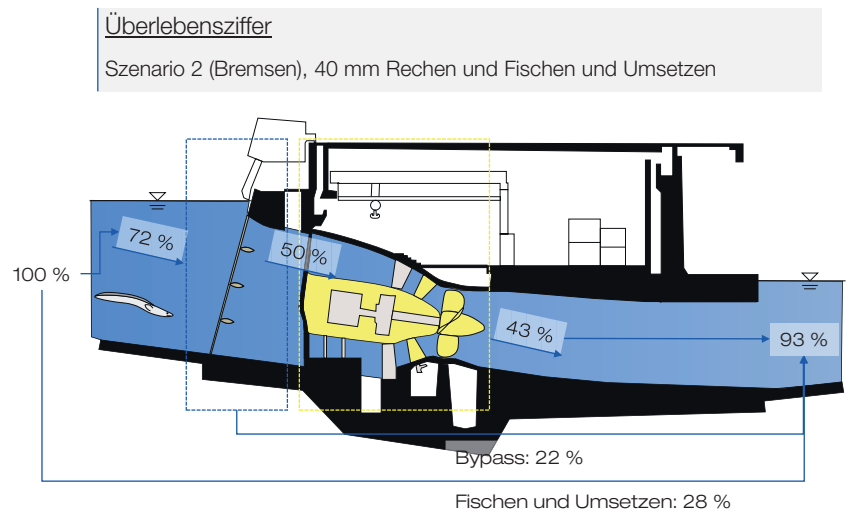 Überlebensziffer
Szenario 2 (Bremsen), 40 mm Rechen und Fischen und Umsetzen
72 %
50 %
100 %
43 %
93 %
Bypass: 22 %
Fischen und Umsetzen: 28 %